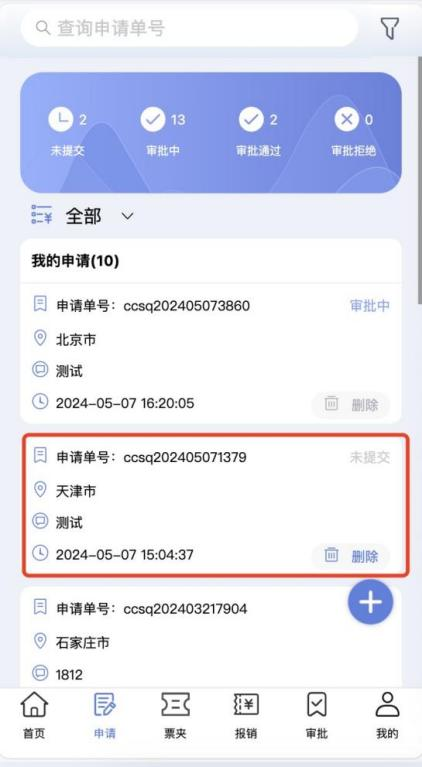 查询申请单号
2 13 2 0
未提交 审批中 审批通过 审批拒绝
全部
我的申请(10)
申请单号：ccsq202405073860 审批中
北京市
测试
2024-05-07 16:20:05 删除
申请单号：ccsq202405071379 未提交
天津市
测试
2024-05-07 15:04:37 删除
申请单号：ccsq202403217904
石家庄市
1812
首页 申请 票夹 报销 审批 我的